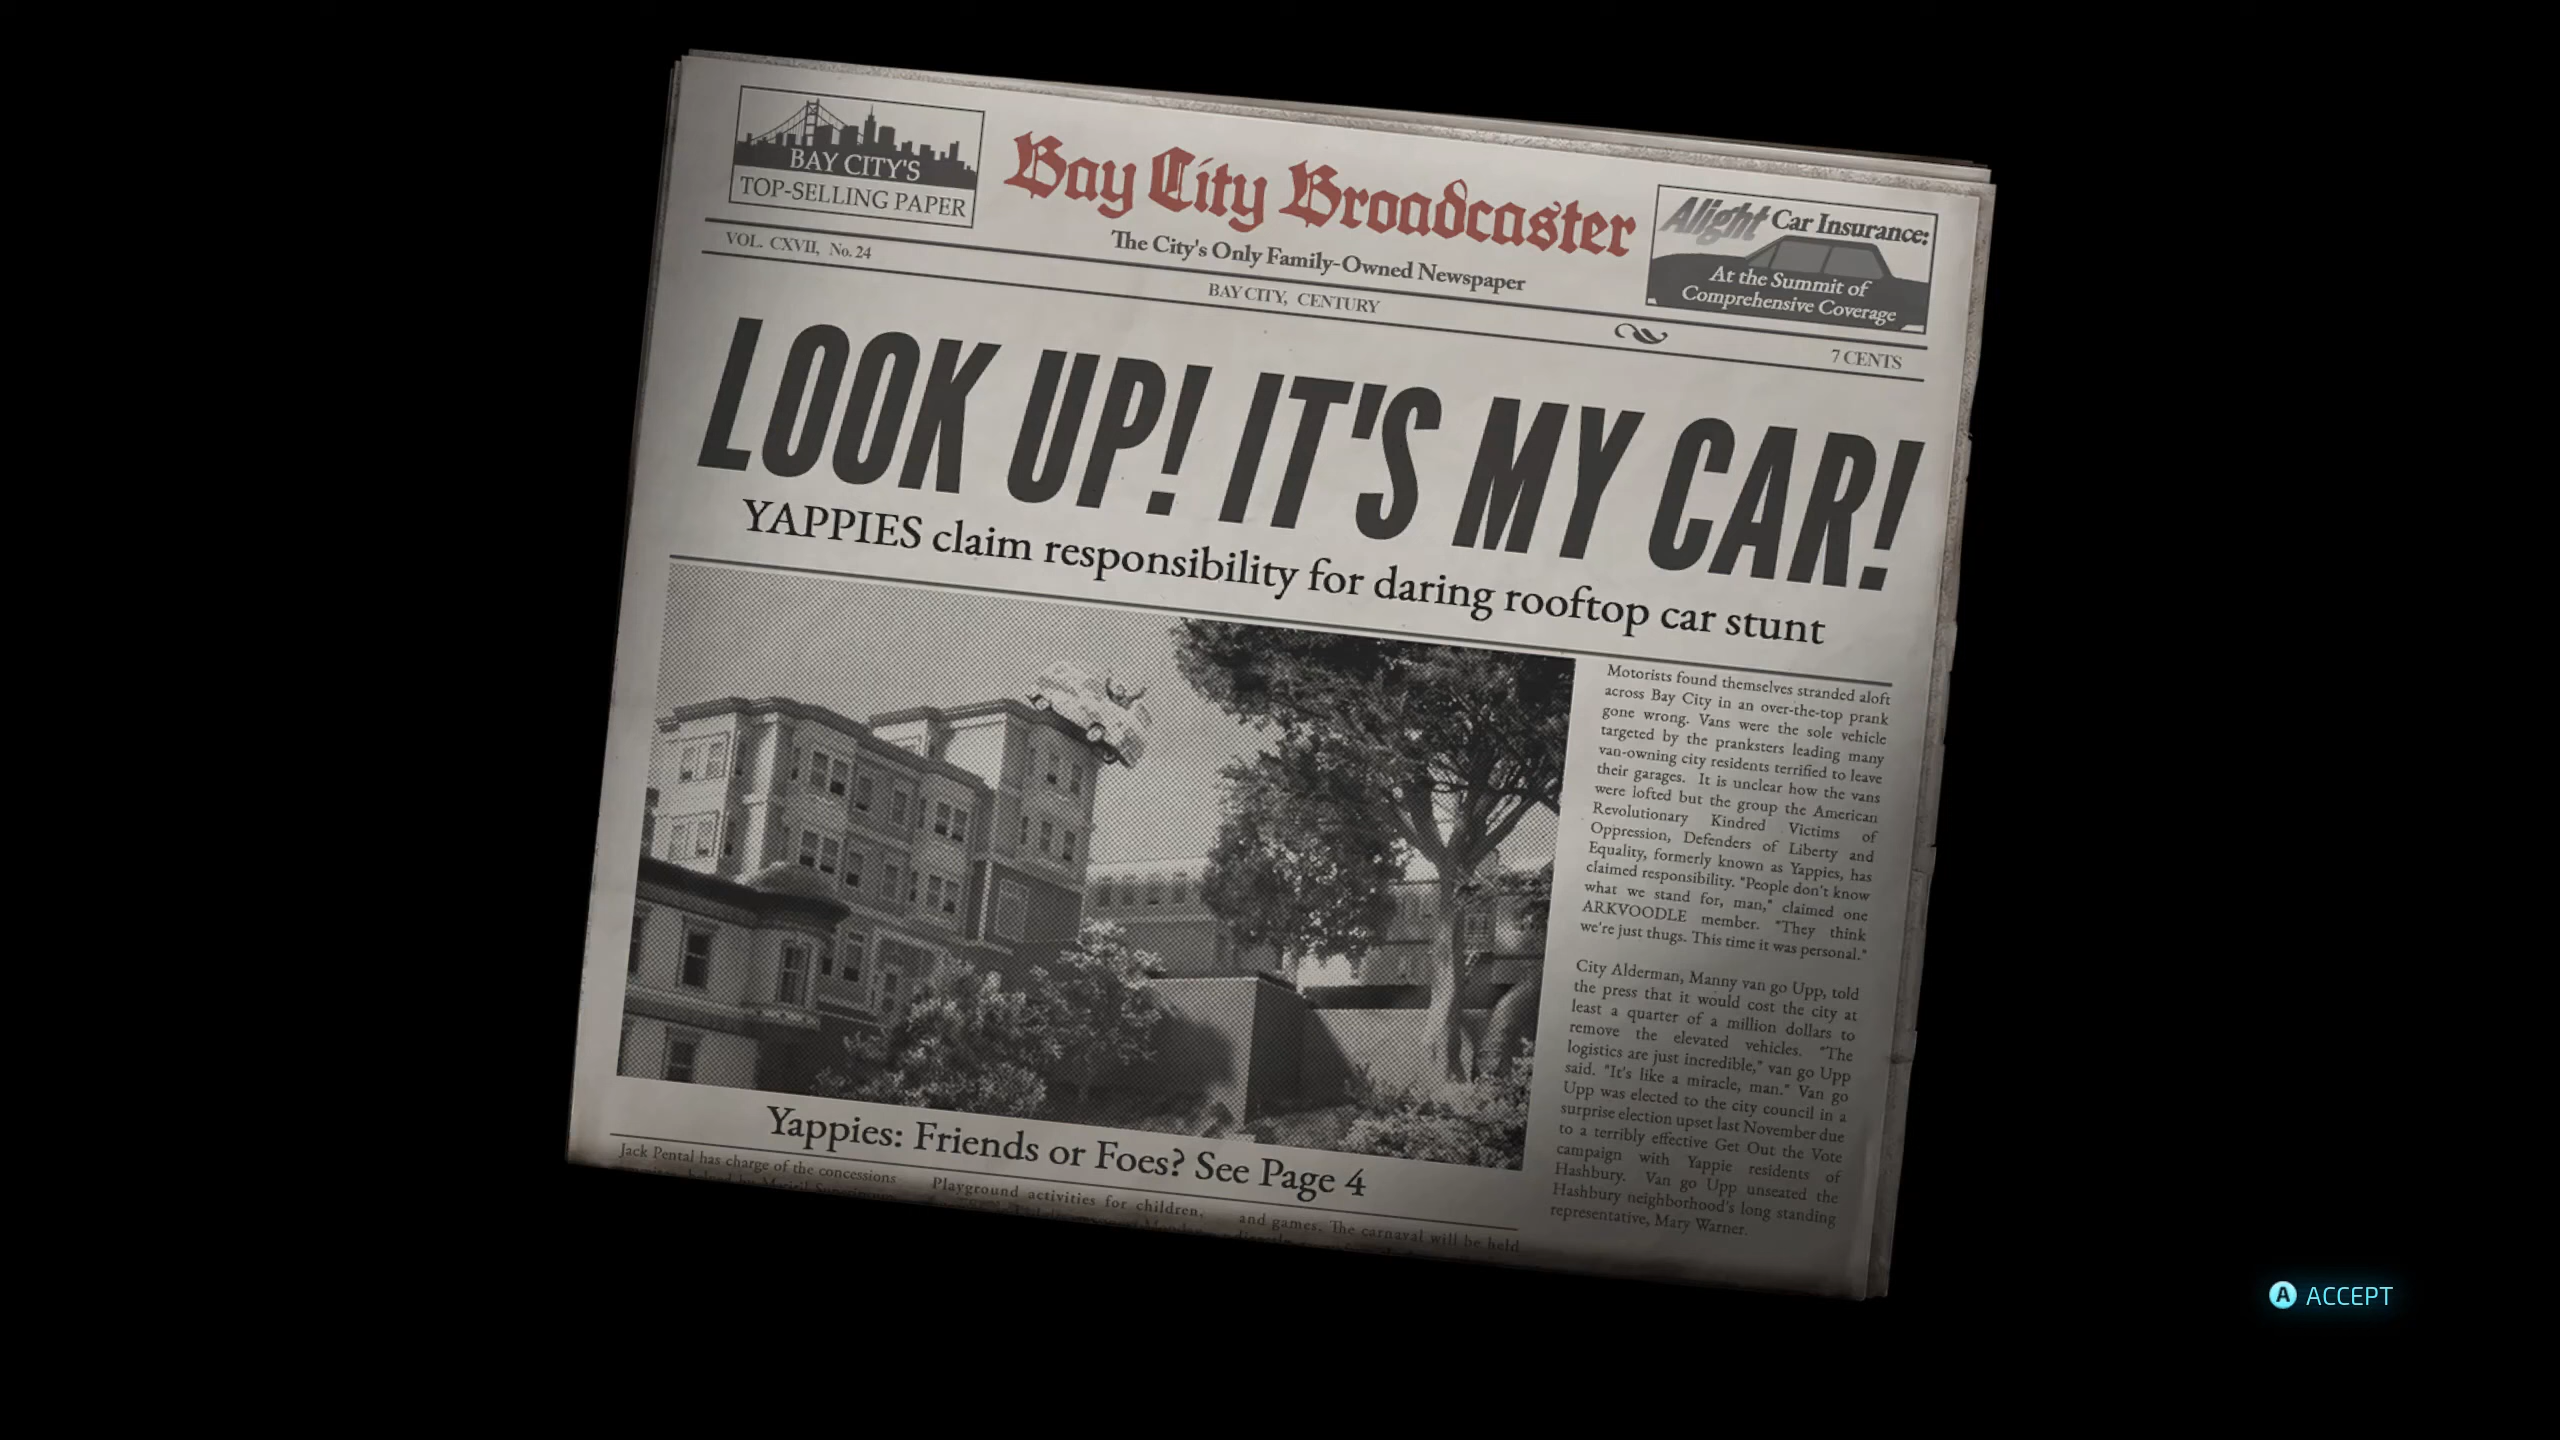 BAY CITY'S
TOP-SELLING PAPER
Bay City Broadcaster
The City's Only Family-Owned Newspaper
Alight Car Insurance:
At the Summit of
Comprehensive Coverage
VOL. CXVII, No. 24
BAY CITY, CENTURY
7 CENTS
LOOK UP! IT'S MY CAR!
YAPPIES claim responsibility for daring rooftop car stunt
Motorists found themselves stranded aloft
across Bay City in an over-the-top prank
gone wrong. Vans were the sole vehicle
targeted by the pranksters leading many
van-owning city residents terrified to leave
their garages. It is unclear how the vans
were lofted but the group the American
Revolutionary Kindred Victims of
Oppression, Defenders of Liberty and
Equality, formerly known as Yappies, has
claimed responsibility. "People don't know
what we stand for, man," claimed one
ARKVOODLE member. "They think
we're just thugs. This time it was personal."
City Alderman, Manny van go Upp, told
the press that it would cost the city at
least a quarter of a million dollars to
remove the elevated vehicles. "The
logistics are just incredible," van go Upp
said. "It's like a miracle, man." Van go
Upp was elected to the city council in a
surprise election upset last November due
to a terribly effective Get Out the Vote
campaign with Yappie residents of
Hashbury. Van go Upp unseated the
Hashbury neighborhood's long standing
representative, Mary Warner.
Yappies: Friends or Foes? See Page 4
Jack Pental has charge of the concessions
Playground activities for children,
and games. The carnaval will be held
A ACCEPT